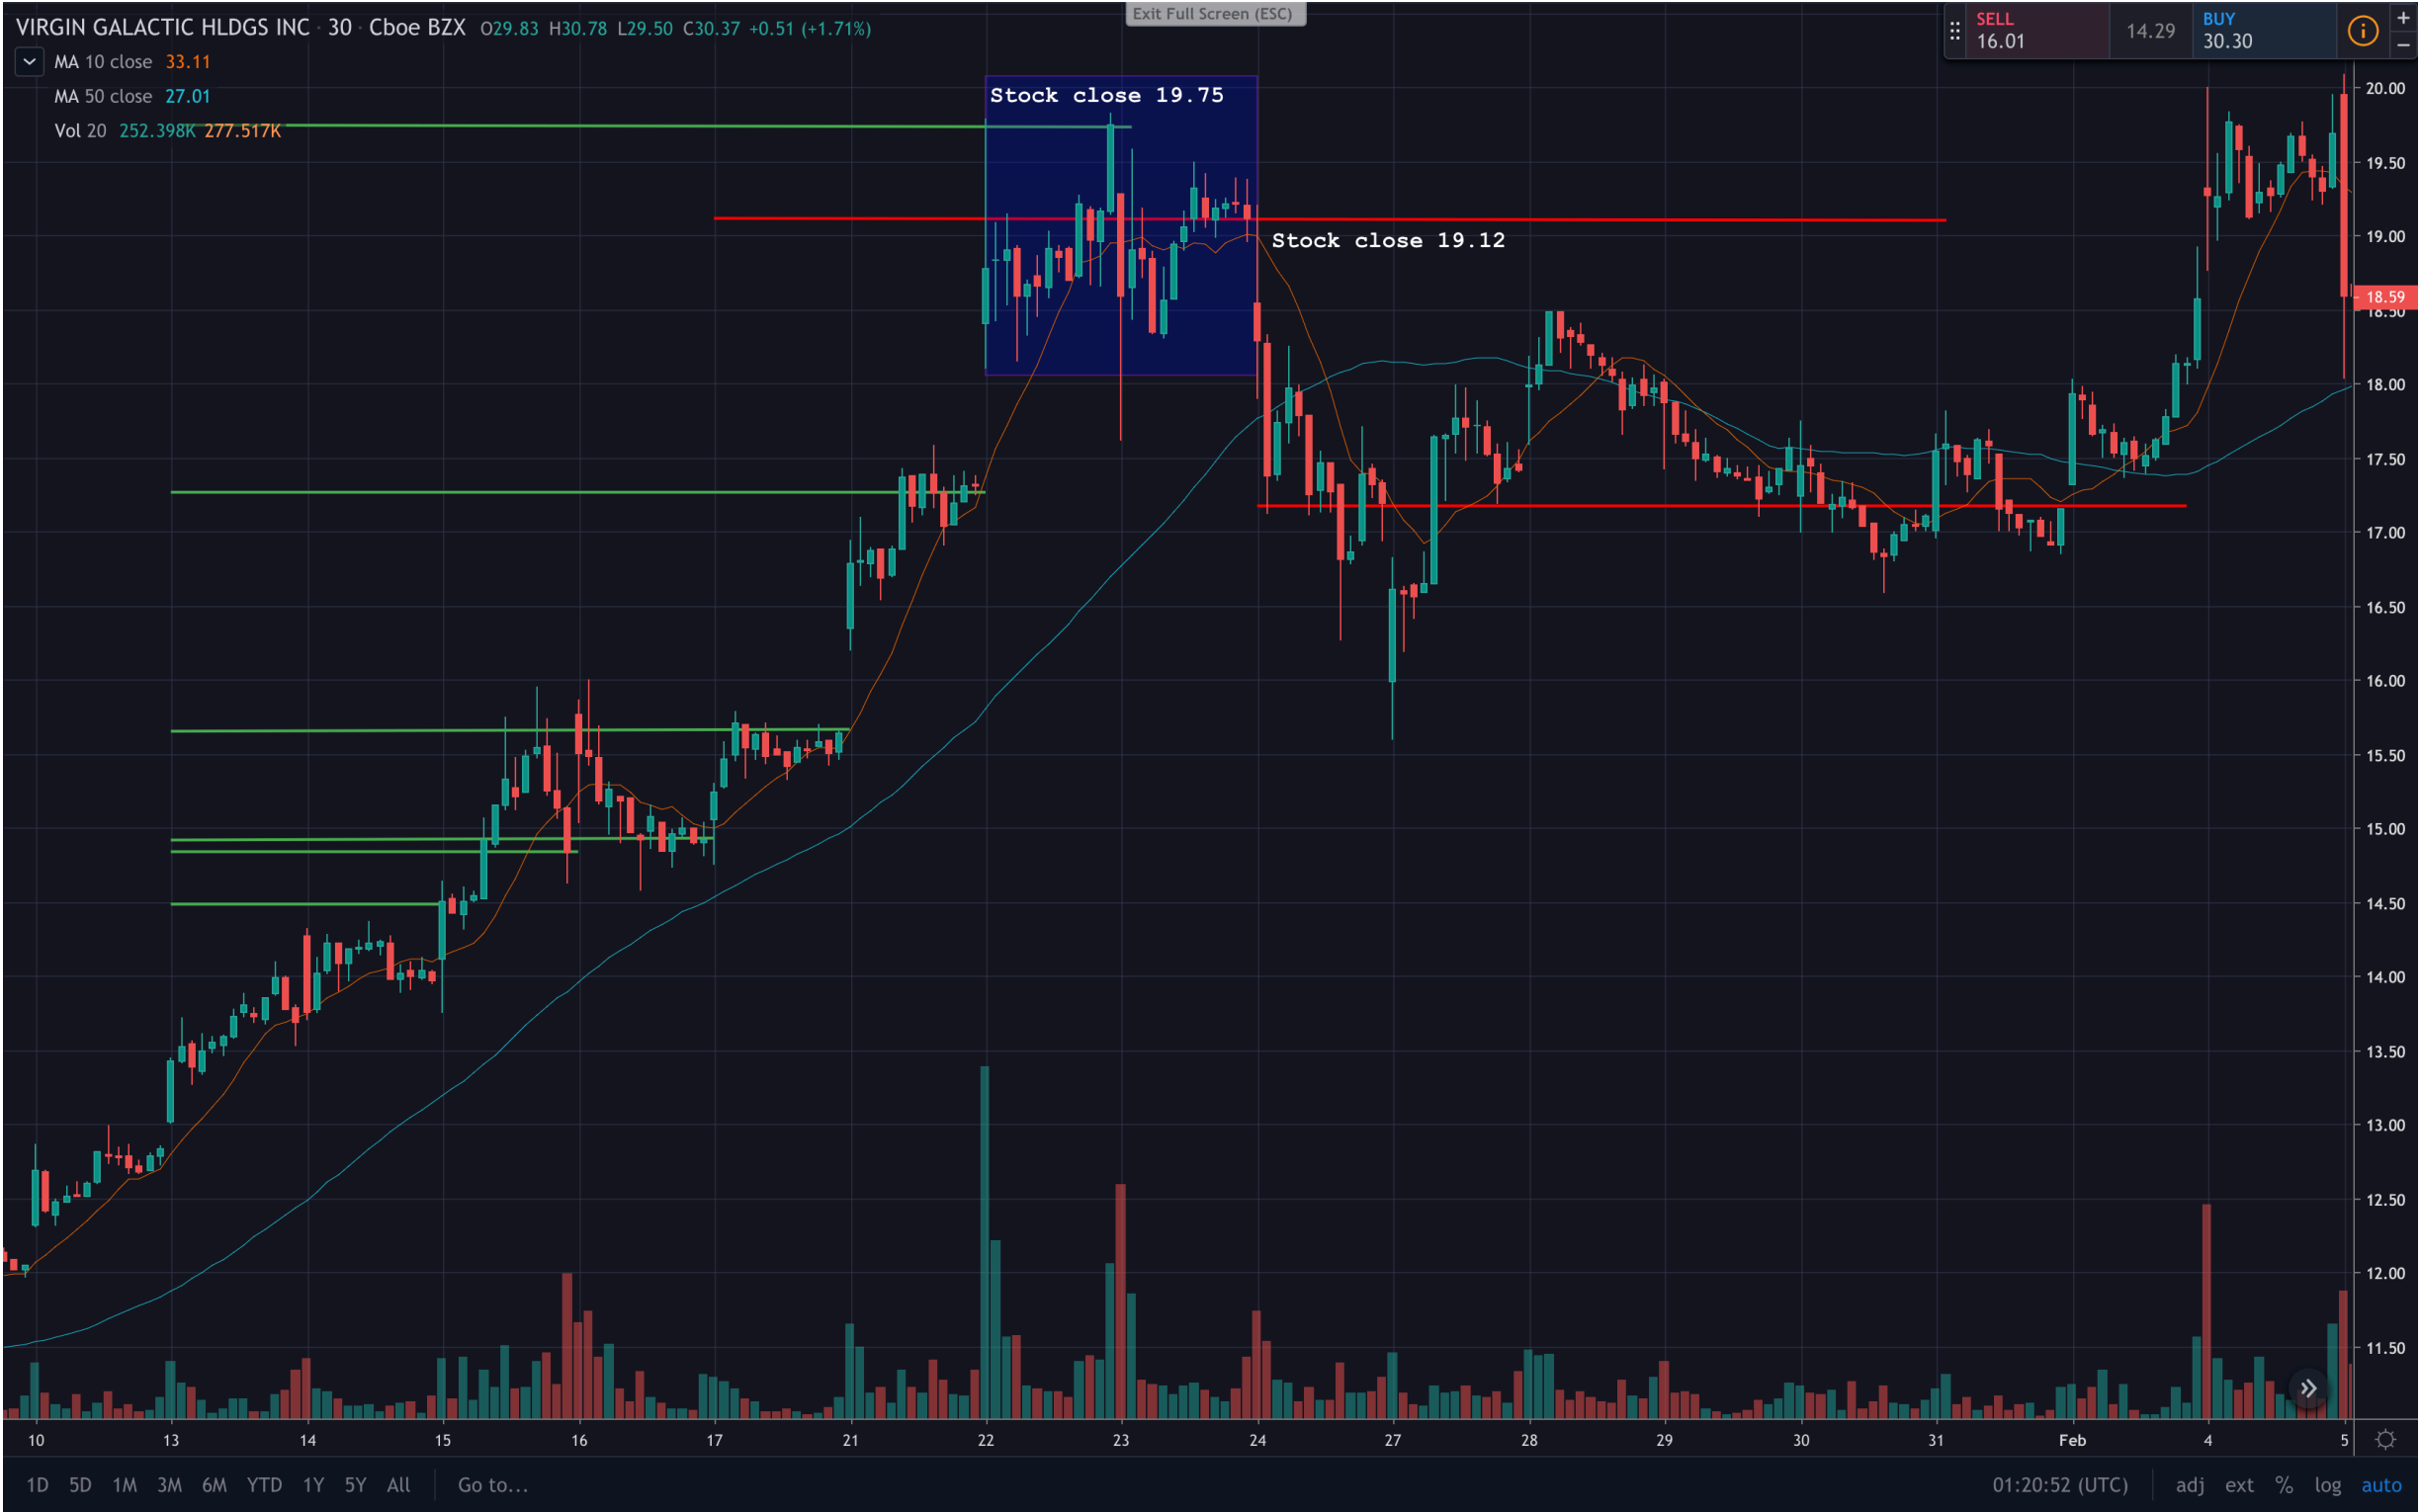 VIRGIN GALACTIC HLDGS INC · 30 · Cboe BZX O29.83 H30.78 L29.50 C30.37 +0.51 (+1.71%)
Exit Full Screen (ESC)
SELL
16.01
14.29
BUY
30.30
MA 10 close 33.11
MA 50 close 27.01
Vol 20 252.398K 277.517K
Stock close 19.75
Stock close 19.12
20.00
19.50
19.00
18.59
18.50
18.00
17.50
17.00
16.50
16.00
15.50
15.00
14.50
14.00
13.50
13.00
12.50
12.00
11.50
10 13 14 15 16 17 21 22 23 24 27 28 29 30 31 Feb 4 5
1D 5D 1M 3M 6M YTD 1Y 5Y All Go to... 01:20:52 (UTC) adj ext % log auto